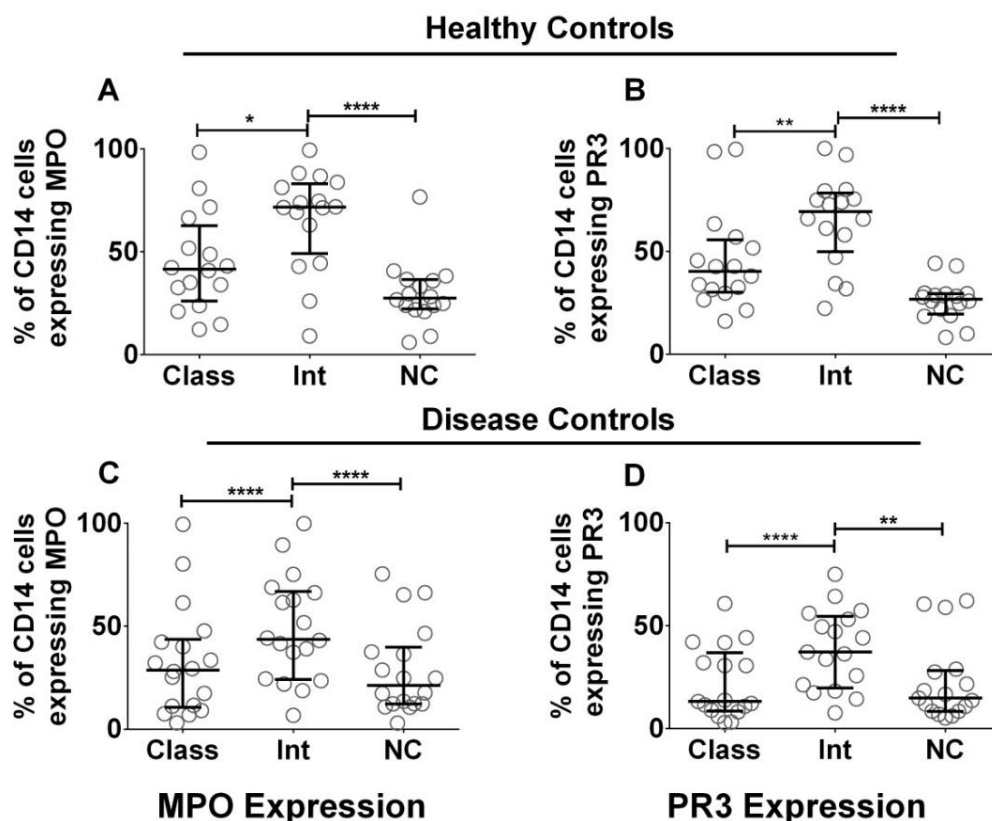 Healthy Controls
A
B
* ****
** ****
% of CD14 cells
expressing MPO
100
50
0
Class Int NC
% of CD14 cells
expressing PR3
100
50
0
Class Int NC
Disease Controls
C
D
**** ****
**** **
% of CD14 cells
expressing MPO
100
50
0
Class Int NC
% of CD14 cells
expressing PR3
100
50
0
Class Int NC
MPO Expression
PR3 Expression